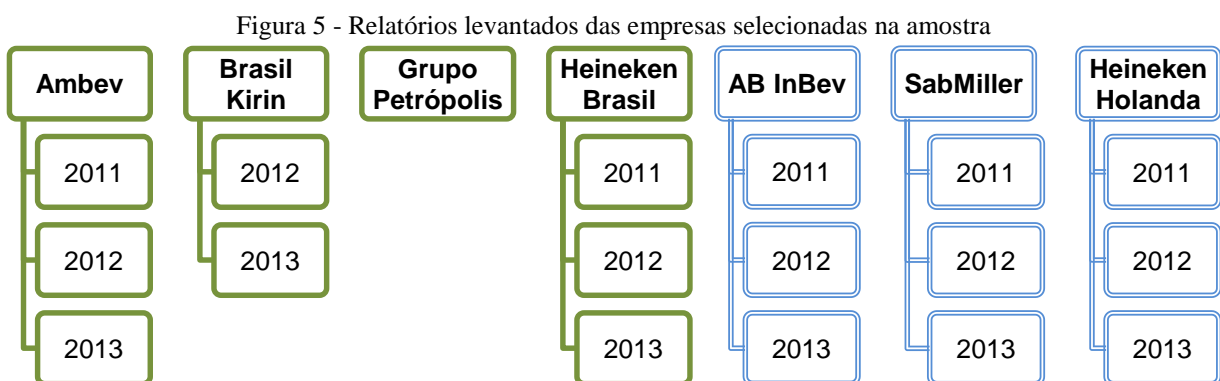 Figura 5 - Relatórios levantados das empresas selecionadas na amostra
Ambev
2011
2012
2013
Brasil
Kirin
2012
2013
Grupo
Petrópolis
Heineken
Brasil
2011
2012
2013
AB InBev
2011
2012
2013
SabMiller
2011
2012
2013
Heineken
Holanda
2011
2012
2013